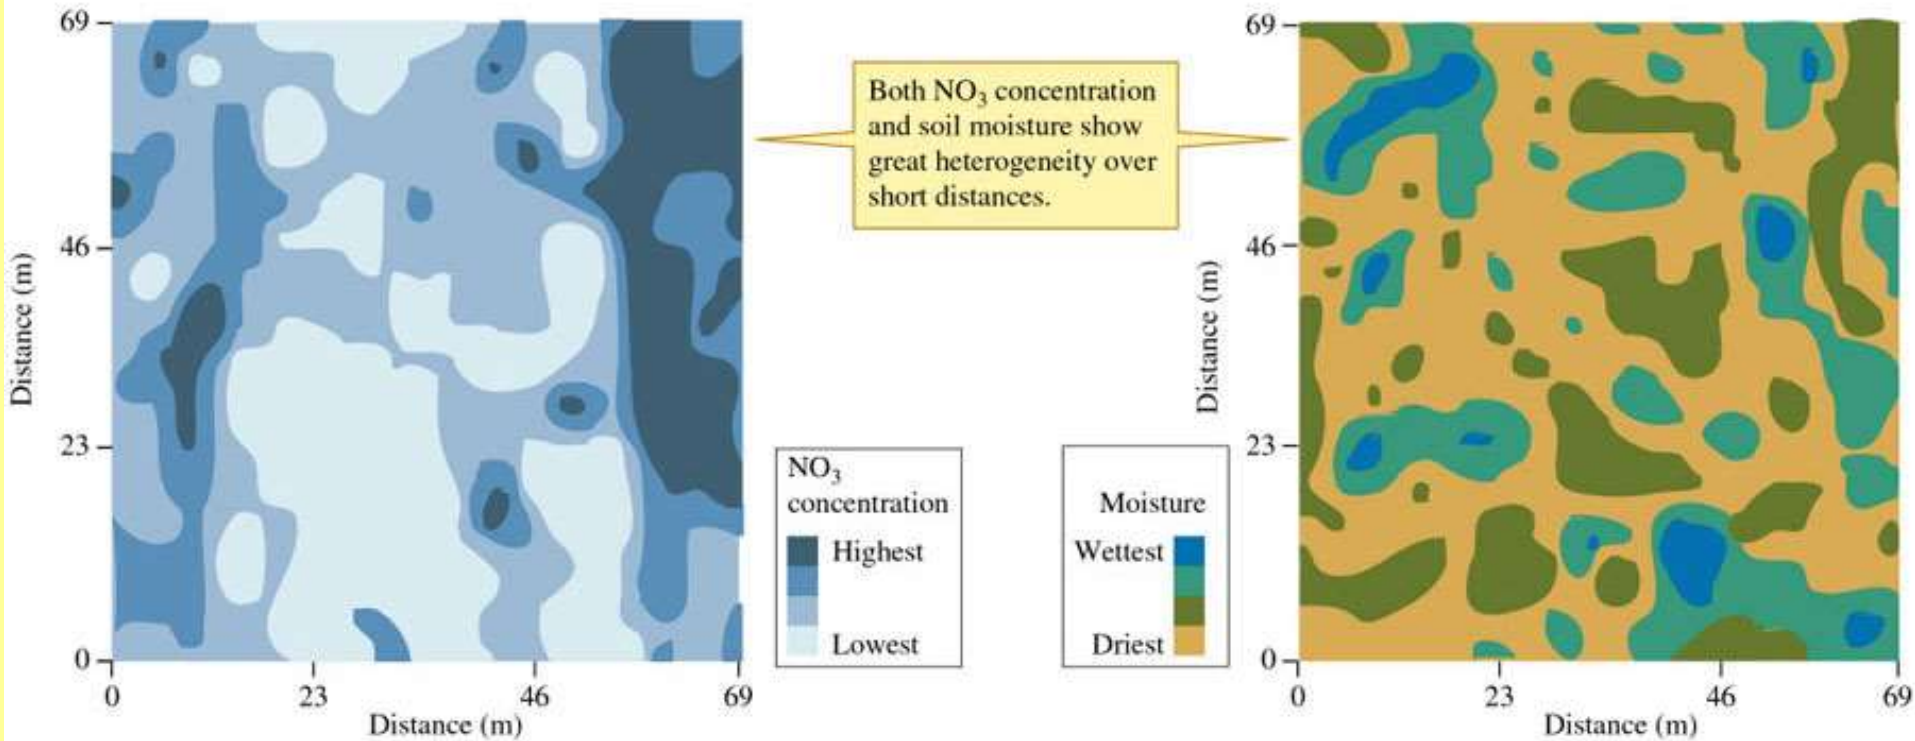 69
46
23
0
0
23
46
69
Distance (m)
Distance (m)
Both NO3 concentration
and soil moisture show
great heterogeneity over
short distances.
NO3
concentration
Highest
Lowest
Moisture
Wettest
Driest
69
46
23
0
0
23
46
69
Distance (m)
Distance (m)